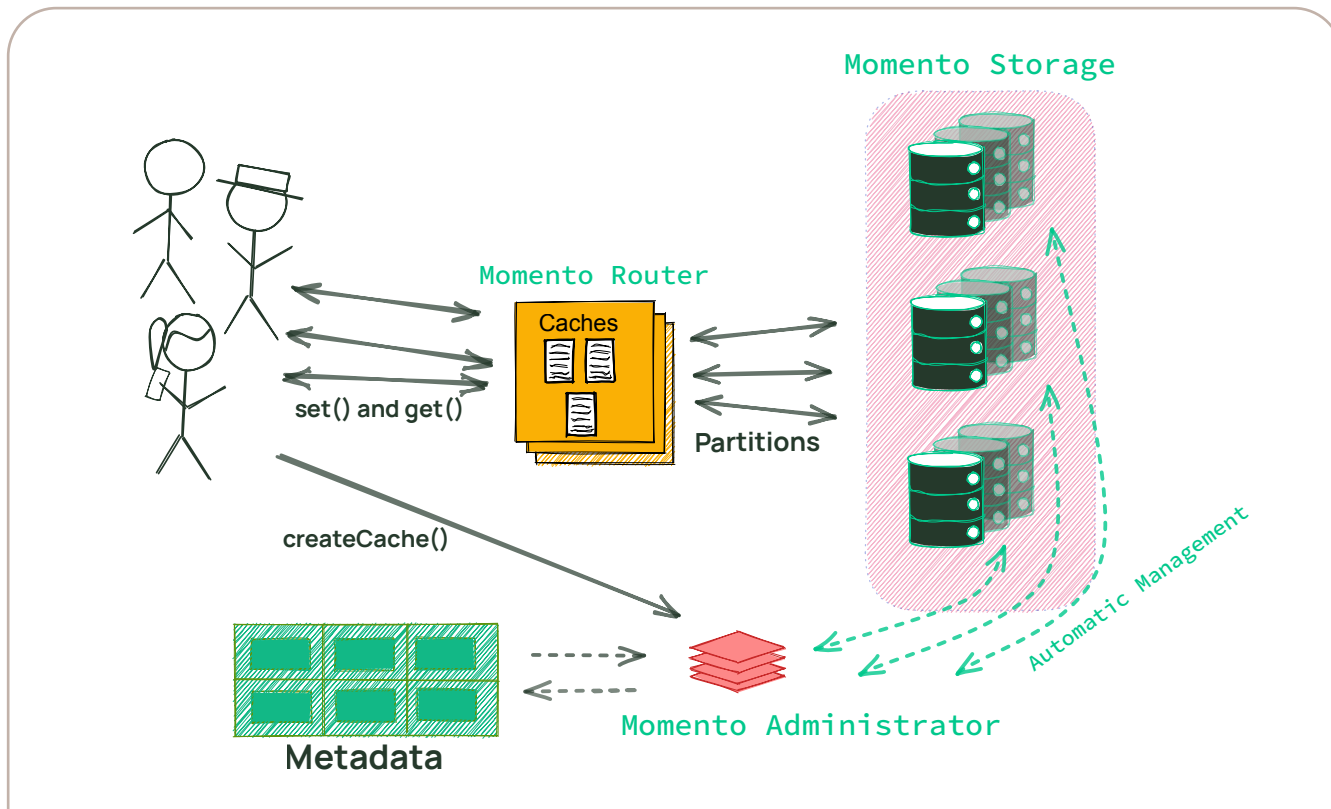 Momento Storage
Momento Router
Caches
set() and get()
Partitions
createCache()
Automatic Management
Momento Administrator
Metadata